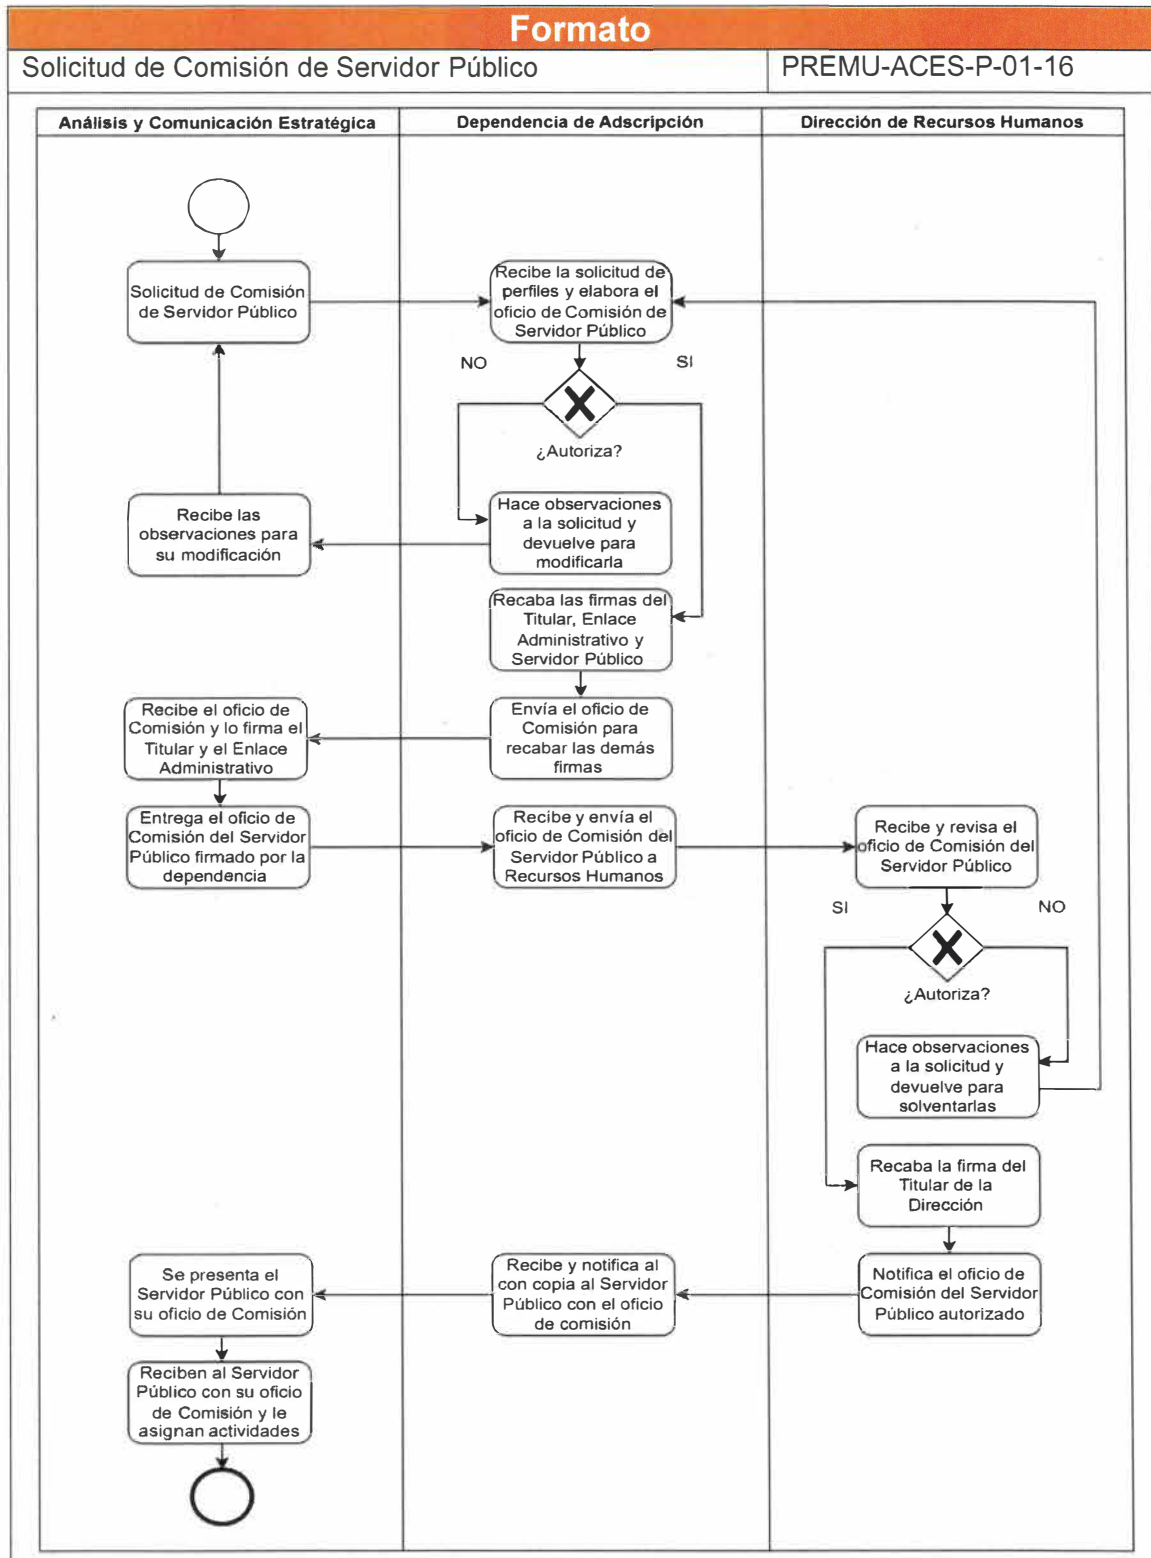 Formato
Solicitud de Comisión de Servidor Público
PREMU-ACES-P-01-16
Análisis y Comunicación Estratégica
Dependencia de Adscripción
Dirección de Recursos Humanos
Solicitud de Comisión
de Servidor Público
Recibe la solicitud de
perfiles y elabora el
oficio de Comisión de
Servidor Público
NO
SI
¿Autoriza?
Hace observaciones
a la solicitud y
devuelve para
modificarla
Recibe las
observaciones para
su modificación
Recaba las firmas del
Titular, Enlace
Administrativo y
Servidor Público
Envía el oficio de
Comisión para
recabar las demás
firmas
Recibe el oficio de
Comisión y lo firma el
Titular y el Enlace
Administrativo
Entrega el oficio de
Comisión del Servidor
Público firmado por la
dependencia
Recibe y envía el
oficio de Comisión del
Servidor Público a
Recursos Humanos
Recibe y revisa el
oficio de Comisión del
Servidor Público
SI
NO
¿Autoriza?
Hace observaciones
a la solicitud y
devuelve para
solventarlas
Recaba la firma del
Titular de la
Dirección
Notifica el oficio de
Comisión del Servidor
Público autorizado
Recibe y notifica al
con copia al Servidor
Público con el oficio
de comisión
Se presenta el
Servidor Público con
su oficio de Comisión
Reciben al Servidor
Público con su oficio
de Comisión y le
asignan actividades